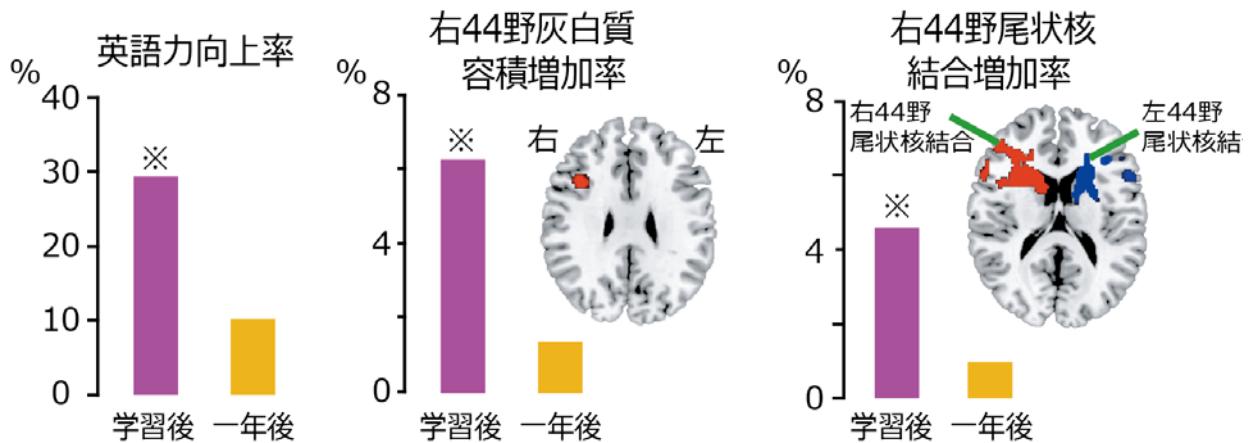 英語力向上率
%
40
30
20
10
0
※
学習後
一年後
右44野灰白質
容積増加率
%
8
4
0
※
右
左
学習後
一年後
右44野尾状核
結合増加率
%
8
4
0
右44野
尾状核結合
左44野
尾状核結
※
学習後
一年後